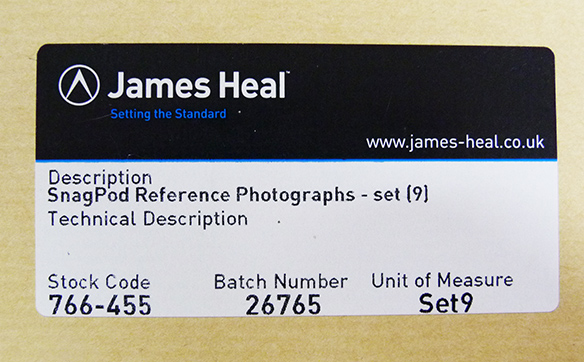 James Heal™
Setting the Standard
www.james-heal.co.uk
Description
SnagPod Reference Photographs - set (9)
Technical Description
Stock Code Batch Number Unit of Measure
766-455 26765 Set9